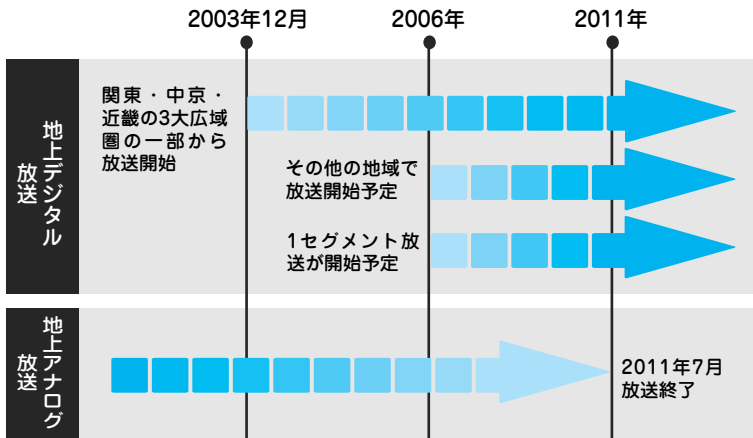 2003年12月
2006年
2011年
地上デジタル
放送
関東・中京・
近畿の3大広域
圏の一部から
放送開始
その他の地域で
放送開始予定
1セグメント放
送が開始予定
地上アナログ
放送
2011年7月
放送終了